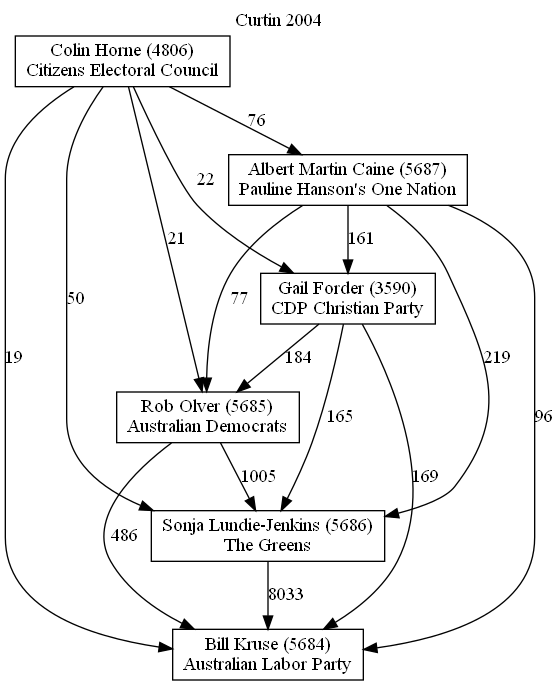 Curtin 2004
Colin Horne (4806)
Citizens Electoral Council
76
Albert Martin Caine (5687)
Pauline Hanson's One Nation
22
21
161
50
77
Gail Forder (3590)
CDP Christian Party
19
184
165
219
96
Rob Olver (5685)
Australian Democrats
169
1005
486
Sonja Lundie-Jenkins (5686)
The Greens
8033
Bill Kruse (5684)
Australian Labor Party